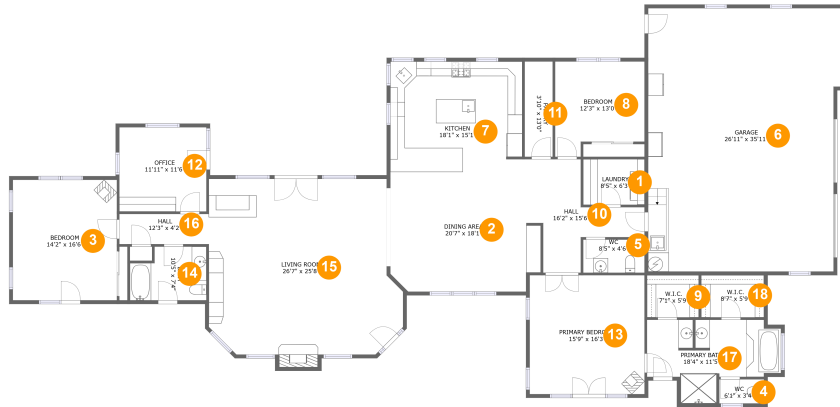 GARAGE
26'11" x 35'11"
6
BEDROOM
12'3" x 13'0"
8
3'10" x 13'0"
11
KITCHEN
18'1" x 15'1"
7
OFFICE
11'11" x 11'6"
12
LAUNDRY
8'5" x 6'3"
1
HALL
16'2" x 15'6"
10
DINING AREA
20'7" x 18'1"
2
HALL
12'3" x 4'2"
16
BEDROOM
14'2" x 16'6"
3
WC
8'5" x 4'6"
5
LIVING ROOM
26'7" x 25'8"
15
10'5" x 7'4"
14
W.I.C.
7'1" x 5'9"
9
W.I.C.
8'7" x 5'9"
18
PRIMARY BEDROOM
15'9" x 16'3"
13
PRIMARY BATH
18'4" x 11'5"
17
WC
6'1" x 3'4"
4